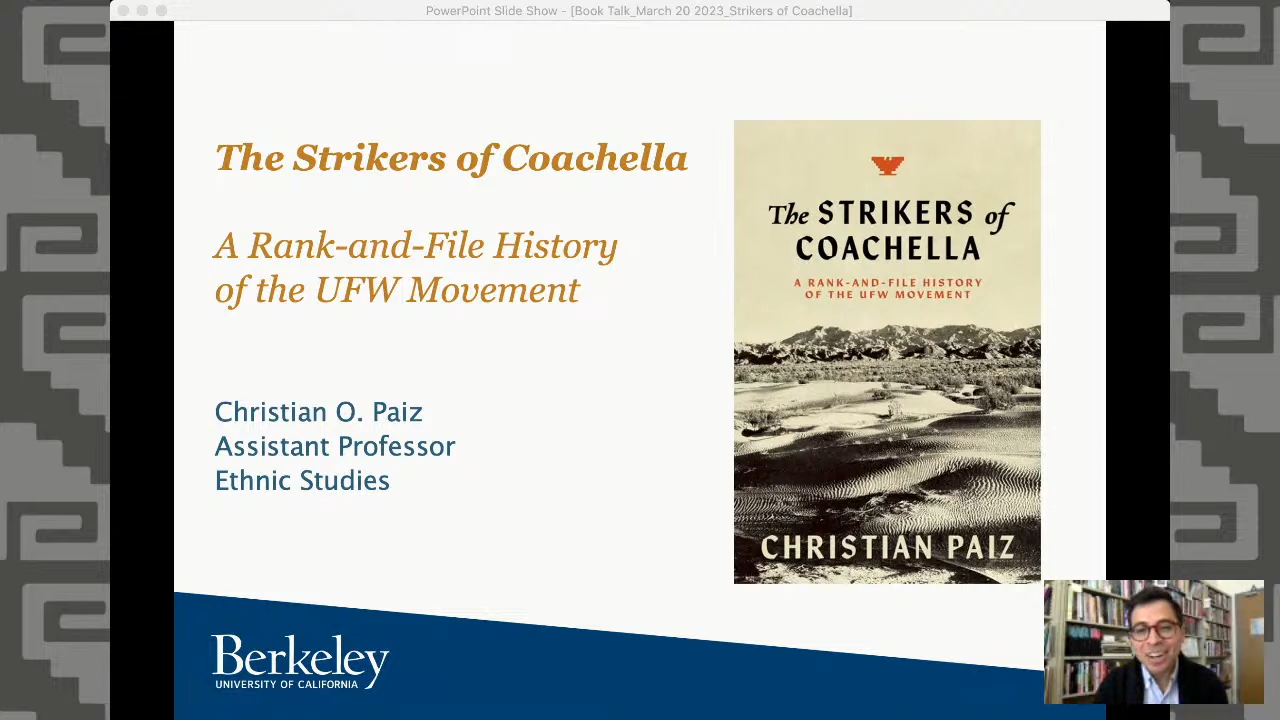 PowerPoint Slide Show - [Book Talk_March 20 2023_Strikers of Coachella]
The Strikers of Coachella
A Rank-and-File History
of the UFW Movement
Christian O. Paiz
Assistant Professor
Ethnic Studies
The STRIKERS of
COACHELLA
A RANK-AND-FILE HISTORY
OF THE UFW MOVEMENT
CHRISTIAN PAIZ
Berkeley
UNIVERSITY OF CALIFORNIA